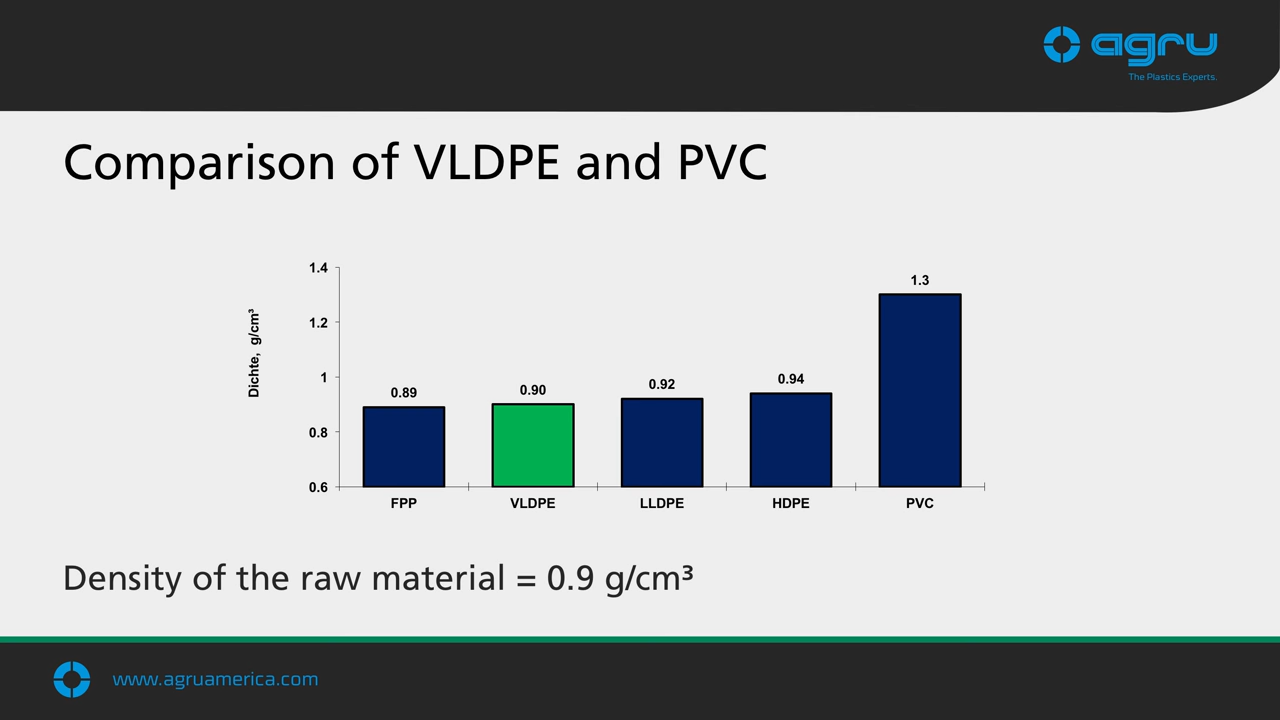 agru
The Plastics Experts.
Comparison of VLDPE and PVC
Dichte, g/cm³
1.4
1.2
1
0.8
0.6
0.89
0.90
0.92
0.94
1.3
FPP VLDPE LLDPE HDPE PVC
Density of the raw material = 0.9 g/cm³
www.agruamerica.com